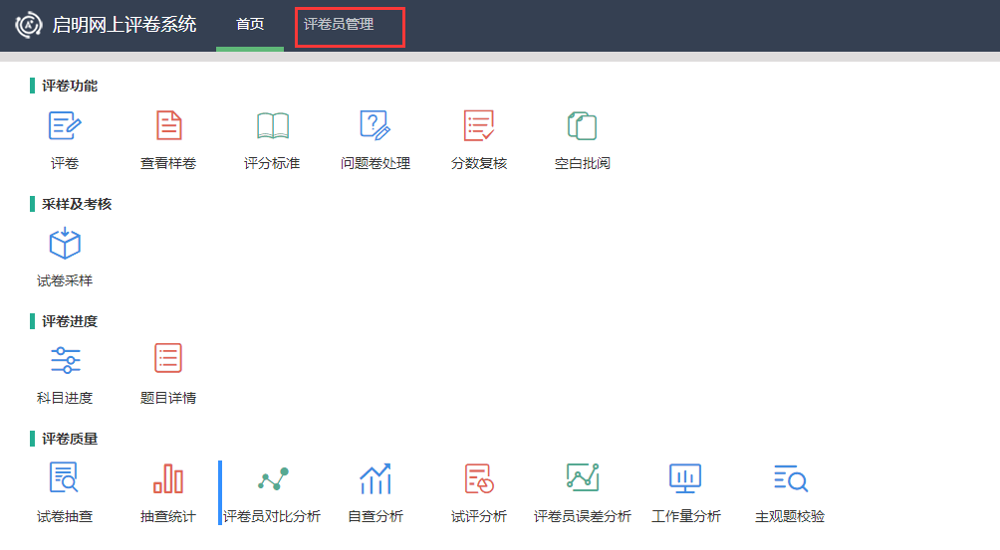 启明网上评卷系统 首页 评卷员管理
评卷功能
评卷 查看样卷 评分标准 问题卷处理 分数复核 空白批阅
采样及考核
试卷采样
评卷进度
科目进度 题目详情
评卷质量
试卷抽查 抽查统计 评卷员对比分析 自查分析 试评分析 评卷员误差分析 工作量分析 主观题校验